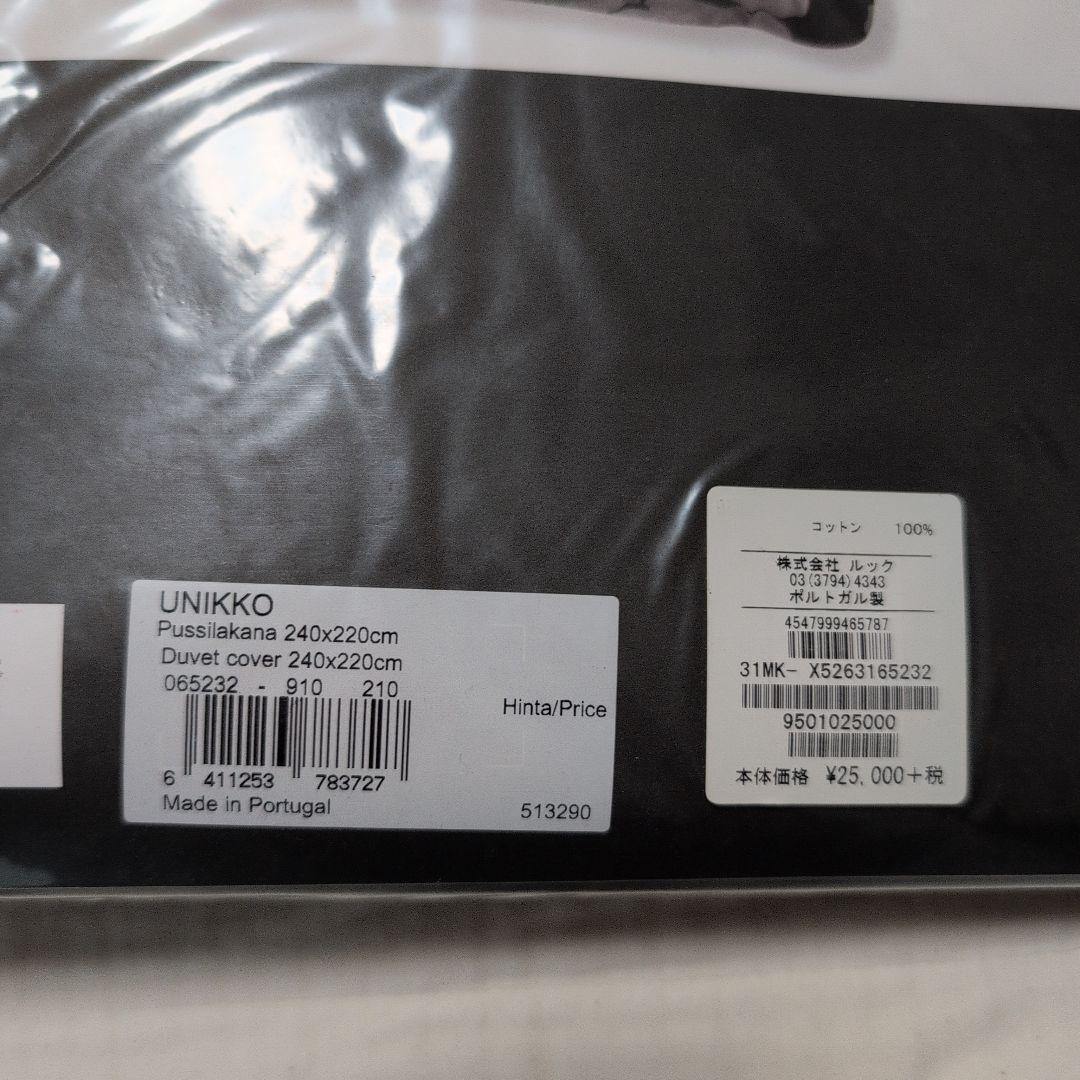 UNIKKO
Pussilakana 240x220cm
Duvet cover 240x220cm
065232 - 910 210
Hinta/Price
6 411253 783727
Made in Portugal
513290
コットン 100%
株式会社 ルック
03(3794)4343
ポルトガル製
4547999465787
31MK- X5263165232
9501025000
本体価格 ¥25,000+税